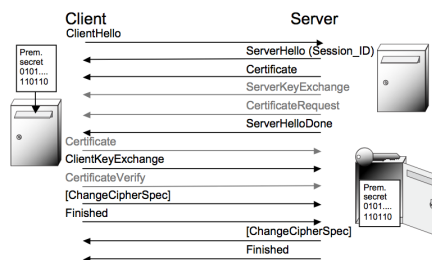 Client
Server
ClientHello
ServerHello (Session_ID)
Prem.
secret
0101....
110110
Certificate
ServerKeyExchange
CertificateRequest
ServerHelloDone
Certificate
ClientKeyExchange
CertificateVerify
[ChangeCipherSpec]
Prem.
secret
0101....
110110
Finished
[ChangeCipherSpec]
Finished